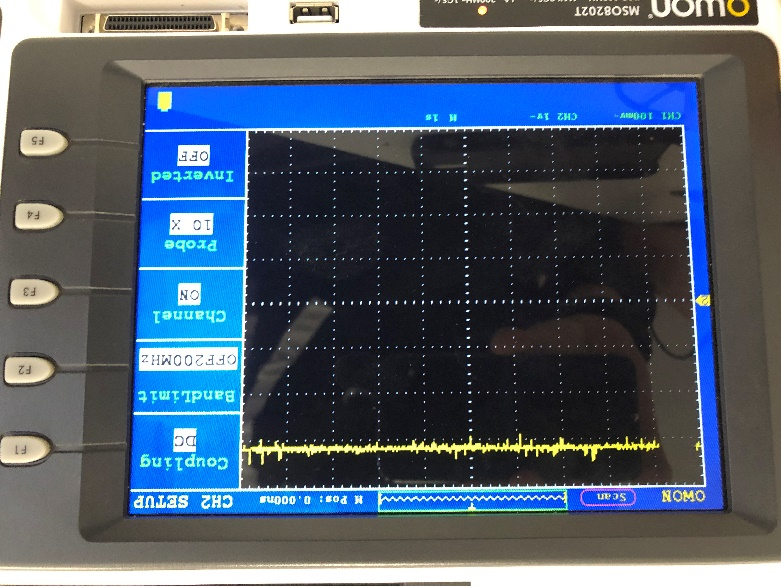 OWON Scan M Pos: 0.000ns CH2 SETUP
Coupling
DC
BandLimit
OFF200MHz
Channel
ON
Probe
10 X
Inverted
OFF
CH1 100mv CH2 1v M 1s
F1
F2
F3
F4
F5
owon
MSO8202T